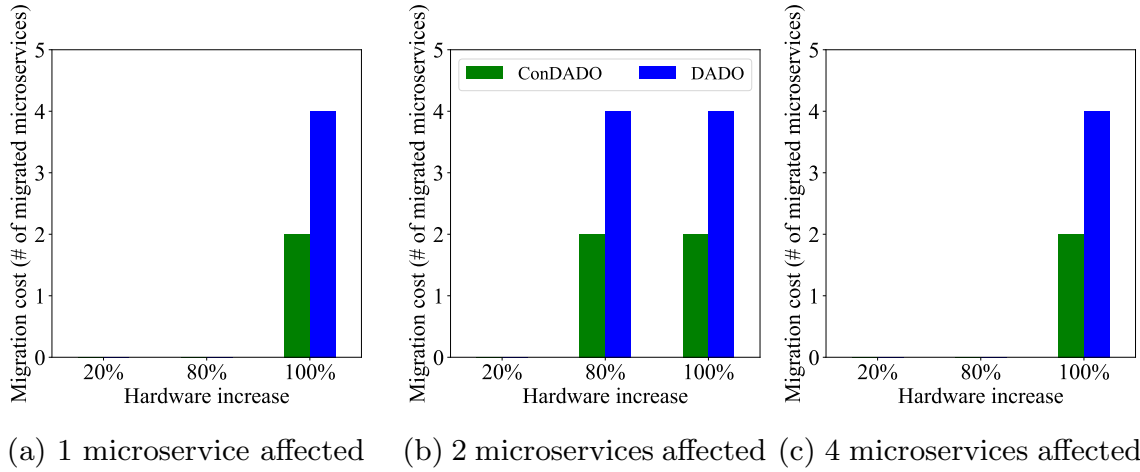 Migration cost (# of migrated microservices)
5
4
3
2
1
0
20%
80%
100%
Hardware increase
(a) 1 microservice affected
Migration cost (# of migrated microservices)
5
4
3
2
1
0
ConDADO
DADO
20%
80%
100%
Hardware increase
(b) 2 microservices affected
Migration cost (# of migrated microservices)
5
4
3
2
1
0
20%
80%
100%
Hardware increase
(c) 4 microservices affected